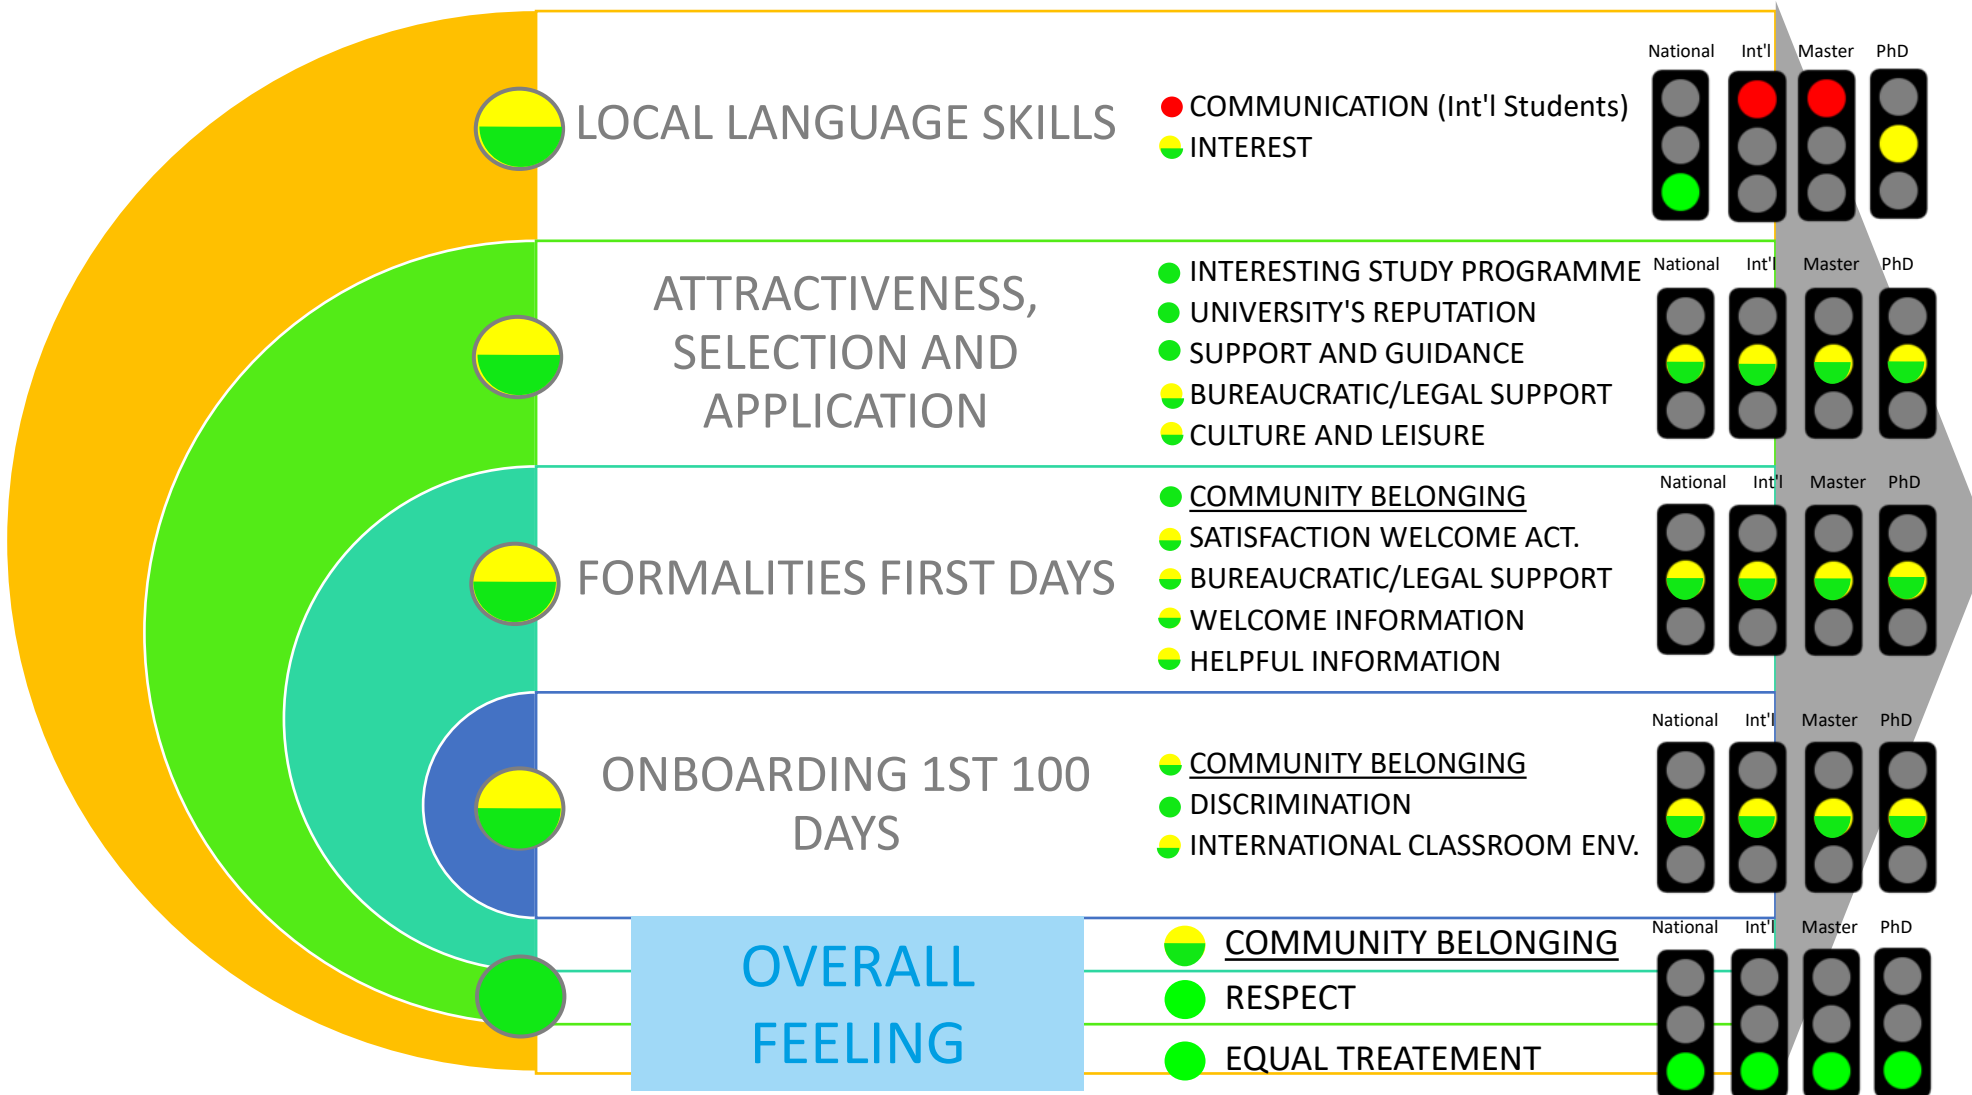 National Int'l Master PhD
LOCAL LANGUAGE SKILLS
COMMUNICATION (Int'l Students)
INTEREST
National Int'l Master PhD
ATTRACTIVENESS,
SELECTION AND
APPLICATION
INTERESTING STUDY PROGRAMME
UNIVERSITY'S REPUTATION
SUPPORT AND GUIDANCE
BUREAUCRATIC/LEGAL SUPPORT
CULTURE AND LEISURE
National Int'l Master PhD
FORMALITIES FIRST DAYS
COMMUNITY BELONGING
SATISFACTION WELCOME ACT.
BUREAUCRATIC/LEGAL SUPPORT
WELCOME INFORMATION
HELPFUL INFORMATION
National Int'l Master PhD
ONBOARDING 1ST 100
DAYS
COMMUNITY BELONGING
DISCRIMINATION
INTERNATIONAL CLASSROOM ENV.
National Int'l Master PhD
OVERALL
FEELING
COMMUNITY BELONGING
RESPECT
EQUAL TREATEMENT